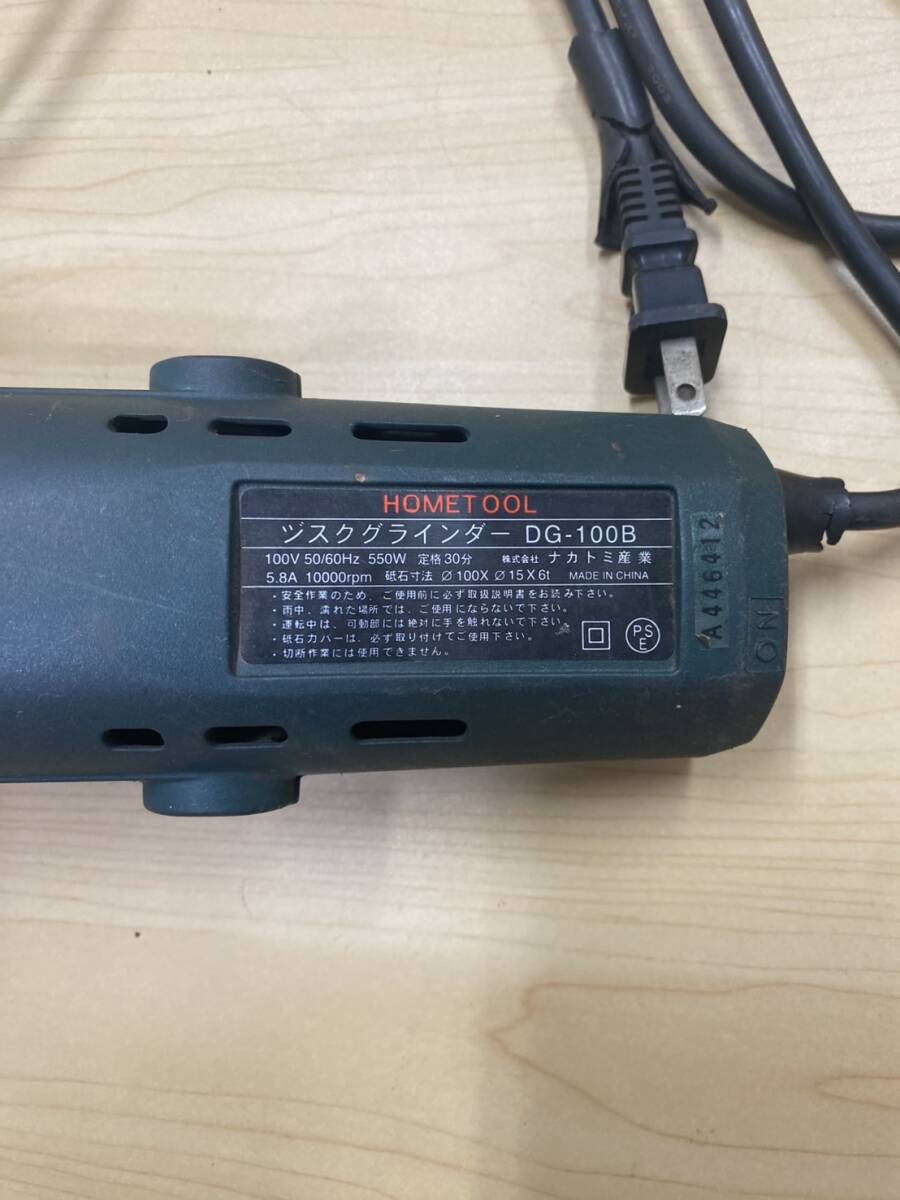 HOMETOOL
ヅスクグラインダー DG-100B
100V 50/60Hz 550W 定格30分 株式会社 ナカトミ産業
5.8A 10000rpm 砥石寸法 ∅100X∅15X6t MADE IN CHINA
・安全作業のため、ご使用前に必ず取扱説明書をお読み下さい。
・雨中、濡れた場所では、ご使用にならないで下さい。
・運転中は、可動部には絶対に手を触れないで下さい。
・砥石カバーは、必ず取り付けてご使用下さい。
・切断作業には使用できません。
PS
E
A446412
ON
2003